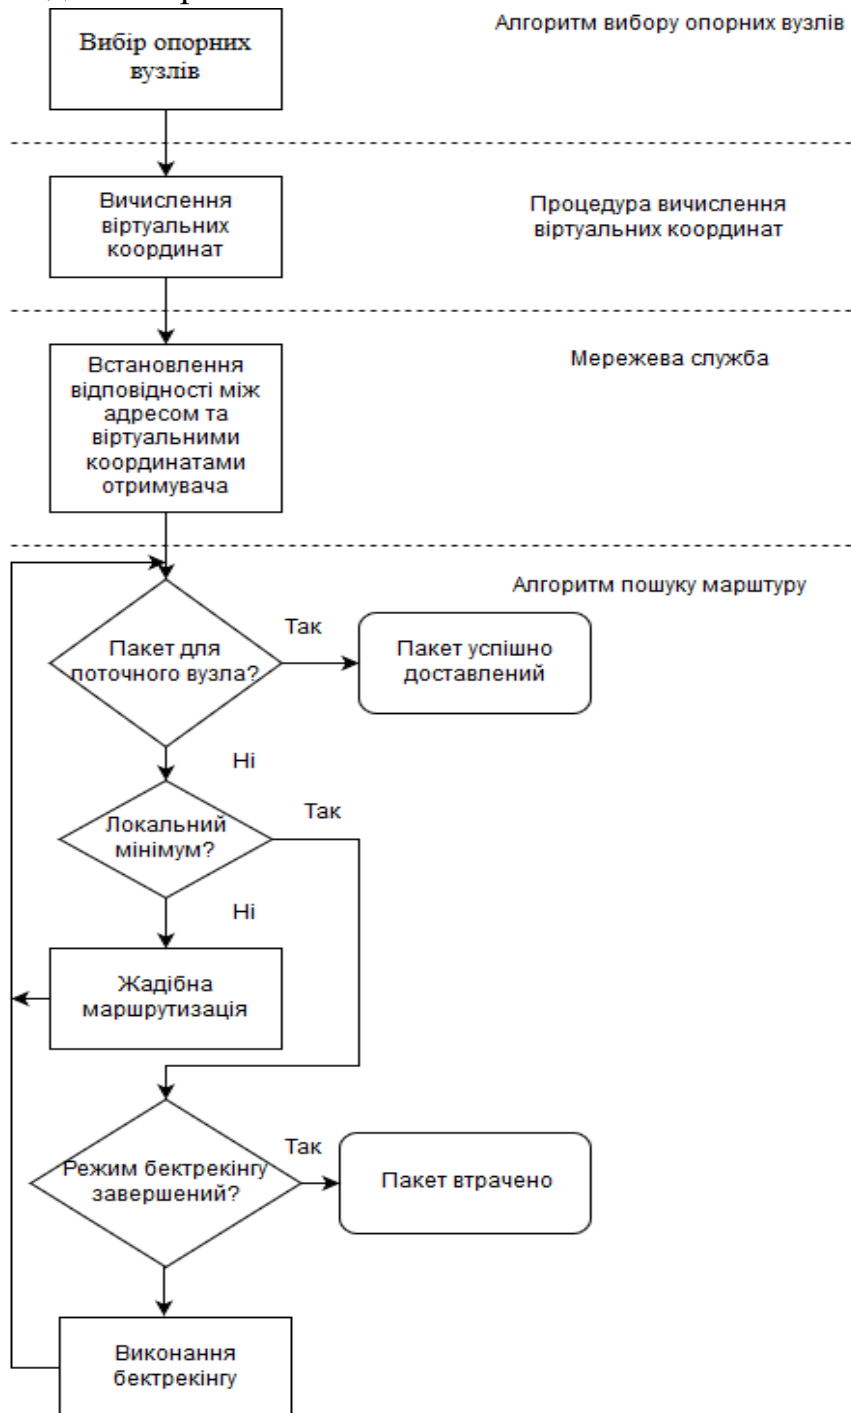 Алгоритм вибору опорних вузлів
Вибір опорних
вузлів
Вичислення
віртуальних
координат
Процедура вичислення
віртуальних координат
Встановлення
відповідності між
адресом та
віртуальними
координатами
отримувача
Мережева служба
Алгоритм пошуку марштуру
Пакет для
поточного вузла?
Так
Пакет успішно
доставлений
Ні
Локальний
мінімум?
Так
Ні
Жадібна
маршрутизація
Режим бектрекінгу
завершений?
Так
Пакет втрачено
Виконання
бектрекінгу